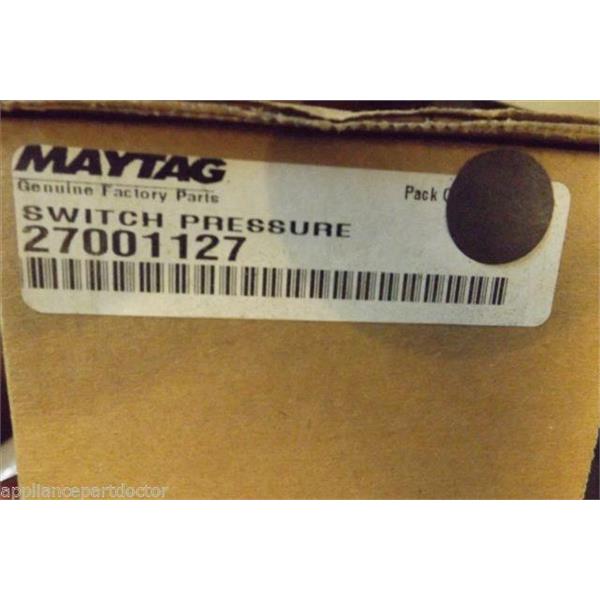 MAYTAG
Genuine Factory Parts
Pack
SWITCH PRESSURE
27001127
appliancepartdoctor